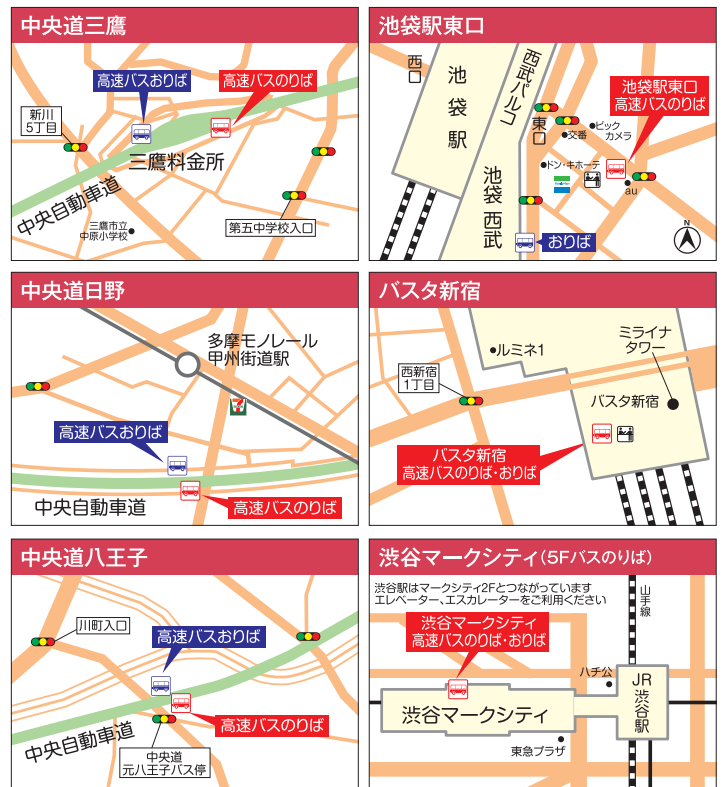 中央道三鷹
高速バスおりば
高速バスのりば
新川
5丁目
三鷹料金所
中央自動車道
三鷹市立
中原小学校
第五中学校入口
池袋駅東口
西口
池袋駅
西武パルコ
東口
池袋駅東口
高速バスのりば
ビック
カメラ
交番
ドン・キホーテ
FamilyMart
au
池袋 西武
おりば
N
中央道日野
多摩モノレール
甲州街道駅
7
高速バスおりば
中央自動車道
高速バスのりば
バスタ新宿
ミライナ
タワー
ルミネ1
西新宿
1丁目
バスタ新宿
バスタ新宿
高速バスのりば・おりば
中央道八王子
川町入口
高速バスおりば
高速バスのりば
中央自動車道
中央道
元八王子バス停
渋谷マークシティ(5Fバスのりば)
渋谷駅はマークシティ2Fとつながっています
エレベーター、エスカレーターをご利用ください
山手線
渋谷マークシティ
高速バスのりば・おりば
ハチ公
JR
渋谷駅
渋谷マークシティ
東急プラザ